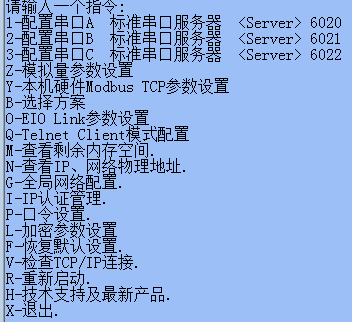 请输入一个指令:
1-配置串口A  标准串口服务器  <Server> 6020
2-配置串口B  标准串口服务器  <Server> 6021
3-配置串口C  标准串口服务器  <Server> 6022
Z-模拟量参数设置
Y-本机硬件Modbus TCP参数设置
B-选择方案
O-EIO Link参数设置
Q-Telnet Client模式配置
M-查看剩余内存空间.
N-查看IP、网络物理地址.
G-全局网络配置.
I-IP认证管理.
P-口令设置.
L-加密参数设置
F-恢复默认设置.
V-检查TCP/IP连接.
R-重新启动.
H-技术支持及最新产品.
X-退出.